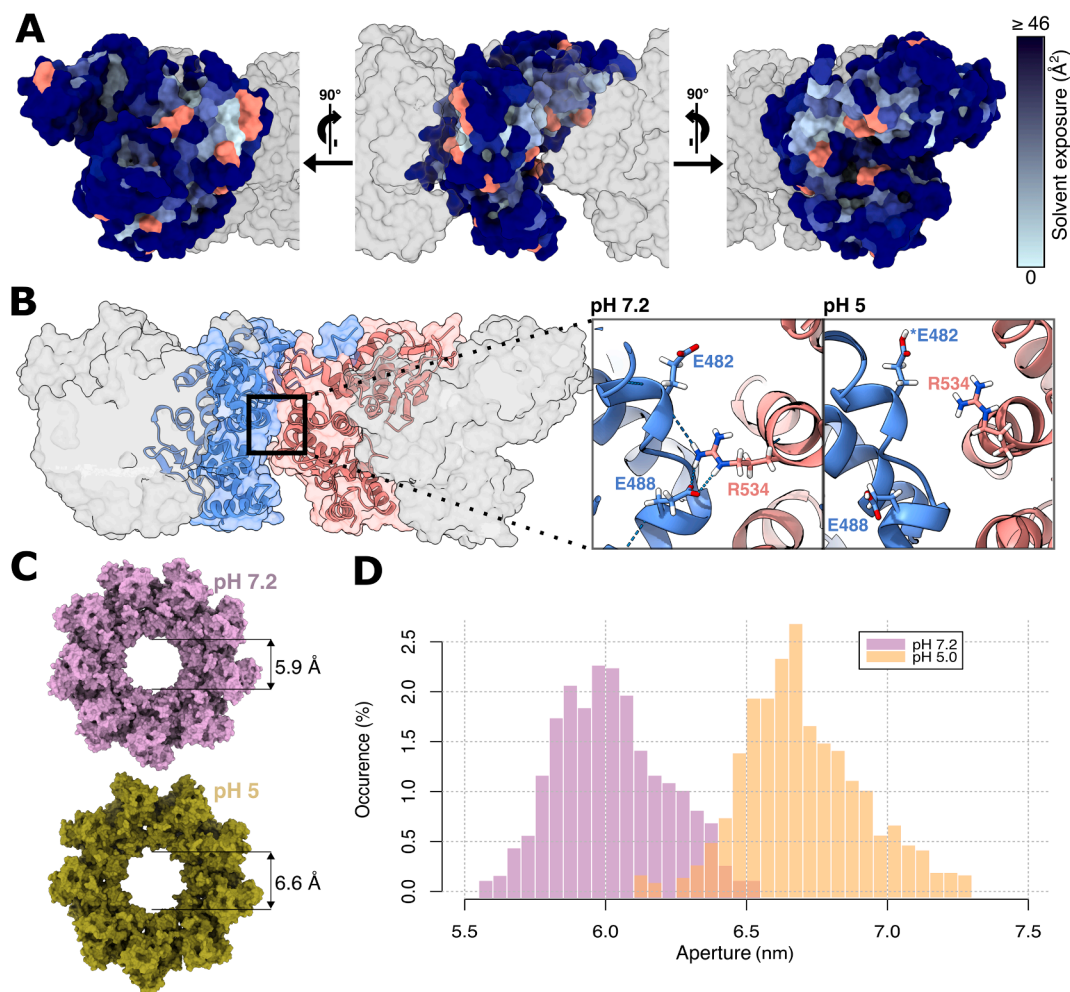 A
90°
90°
≥ 46
Solvent exposure (Å²)
0
B
pH 7.2
pH 5
E482
*E482
R534
E488
R534
E488
C
pH 7.2
5.9 Å
pH 5
6.6 Å
D
pH 7.2
pH 5.0
Occurence (%)
2.5
2.0
1.5
1.0
0.5
0.0
5.5 6.0 6.5 7.0 7.5
Aperture (nm)